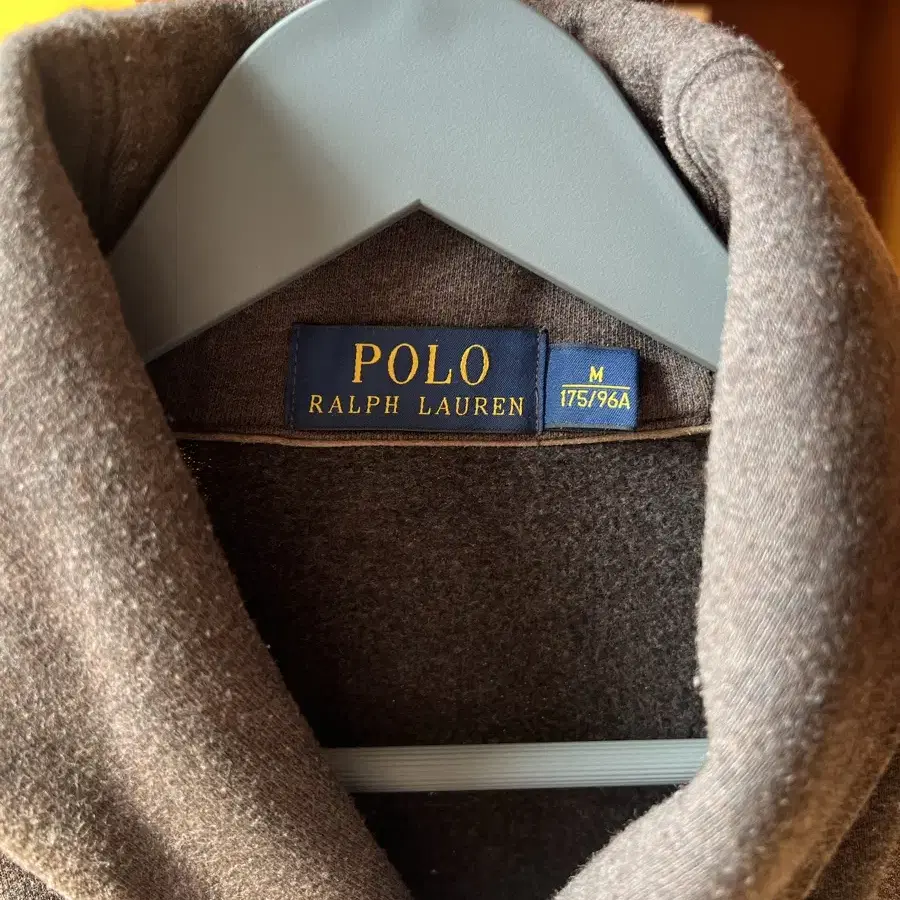 POLO
RALPH LAUREN
M
175/96A